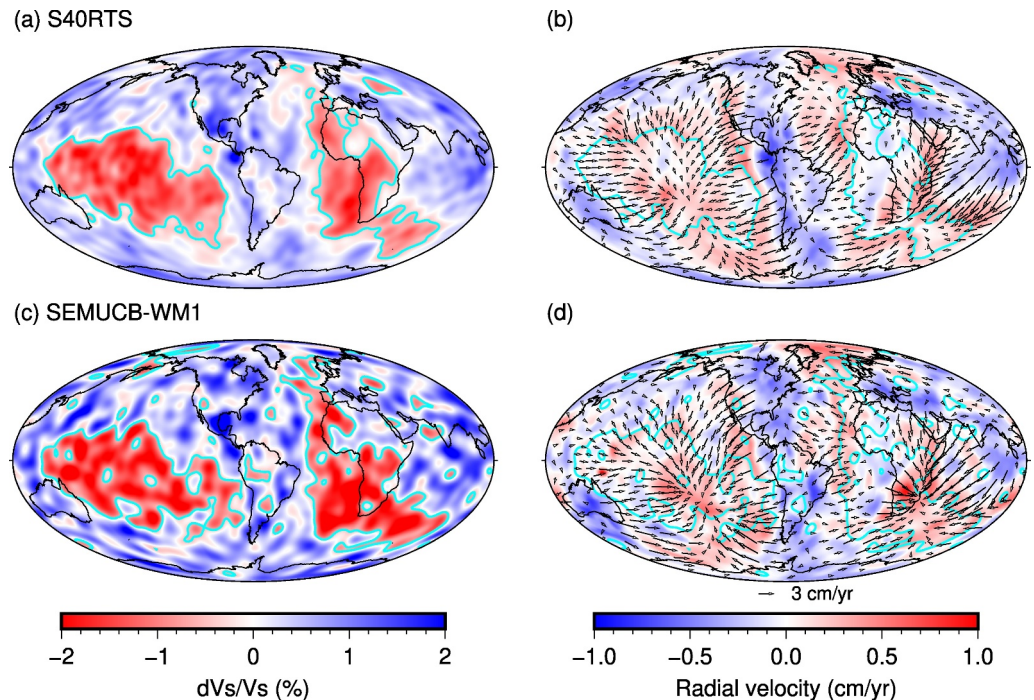 (a) S40RTS
(b)
(c) SEMUCB-WM1
(d)
3 cm/yr
−2 −1 0 1 2
dVs/Vs (%)
−1.0 −0.5 0.0 0.5 1.0
Radial velocity (cm/yr)